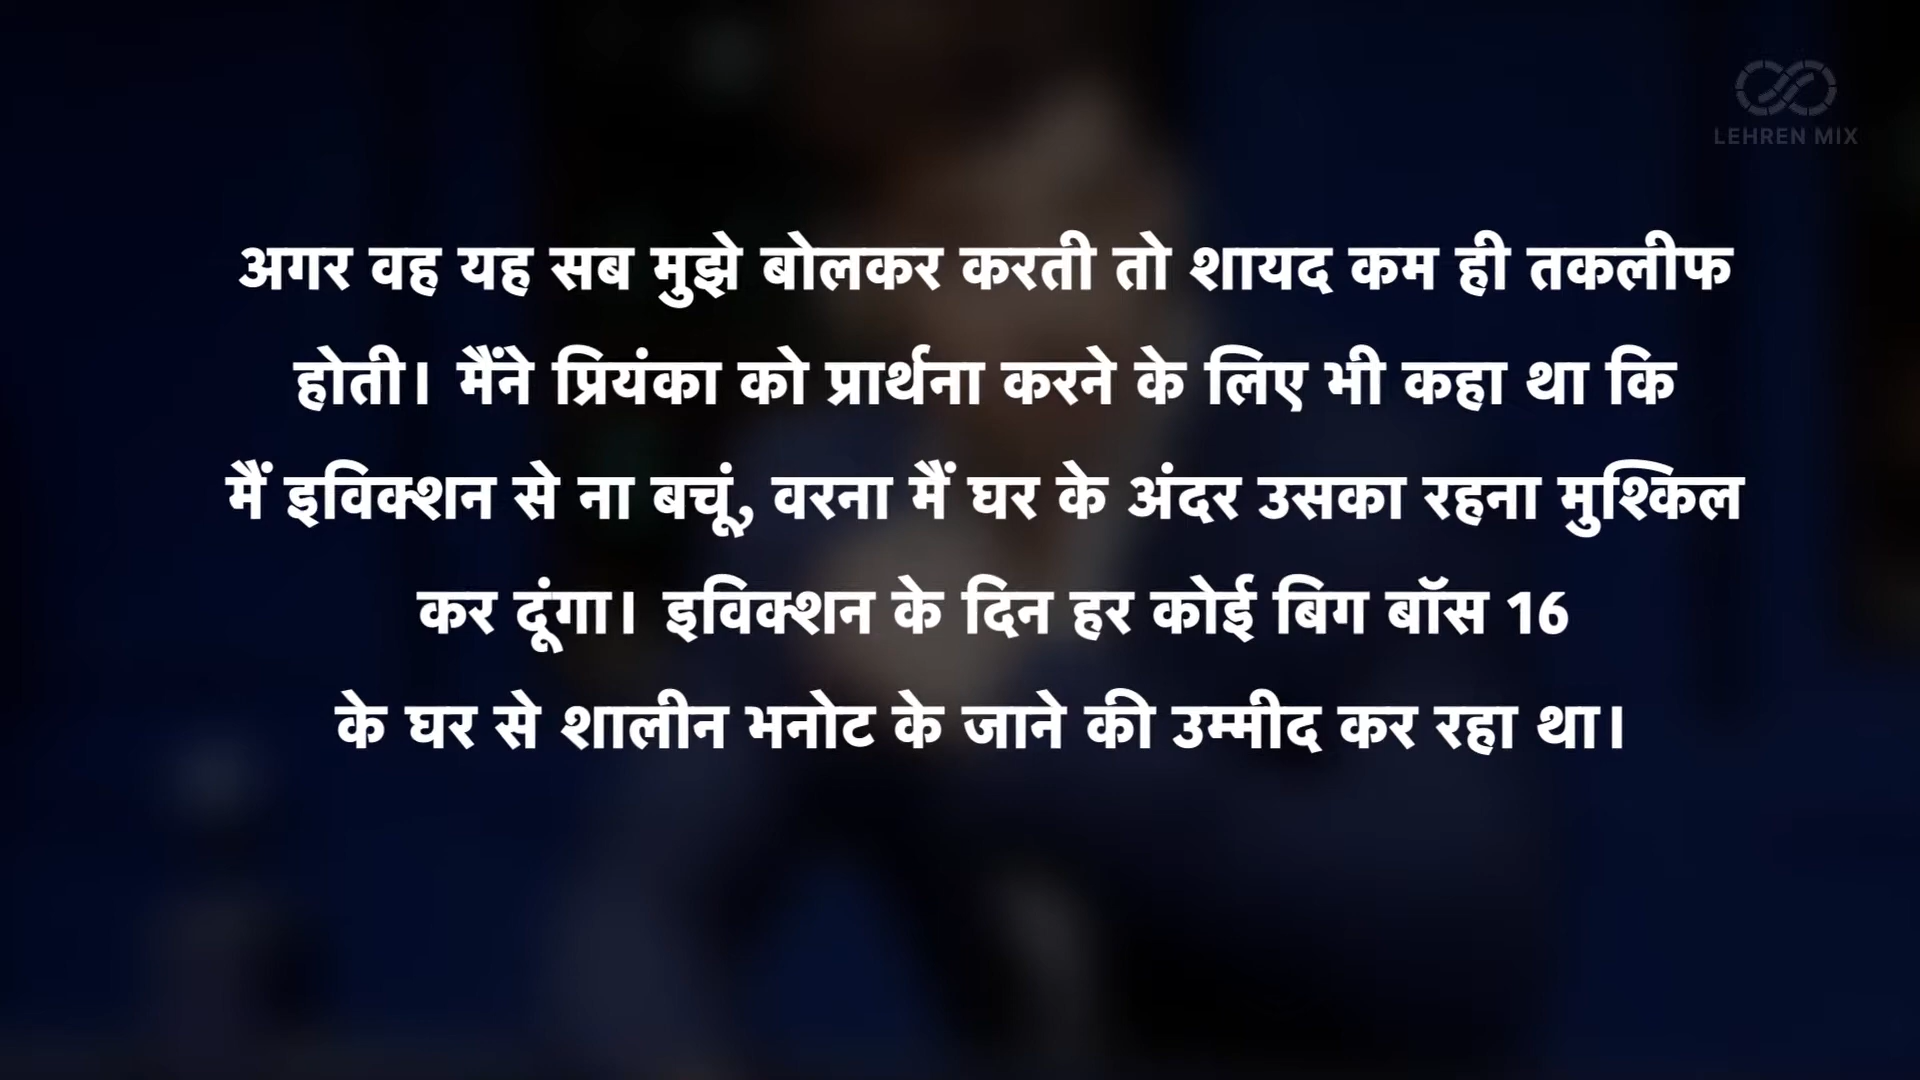 LEHREN MIX
अगर वह यह सब मुझे बोलकर करती तो शायद कम ही तकलीफ
होती। मैंने प्रियंका को प्रार्थना करने के लिए भी कहा था कि
मैं इविक्शन से ना बचूं, वरना मैं घर के अंदर उसका रहना मुश्किल
कर दूंगा। इविक्शन के दिन हर कोई बिग बॉस 16
के घर से शालीन भनोट के जाने की उम्मीद कर रहा था।